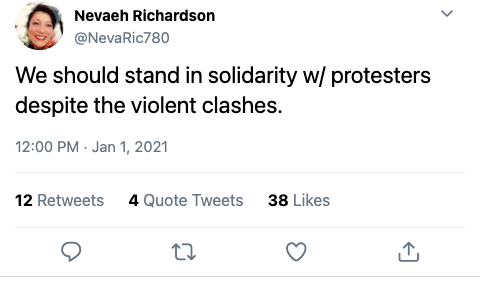 Nevaeh Richardson
@NevaRic780
We should stand in solidarity w/ protesters
despite the violent clashes.
12:00 PM · Jan 1, 2021
12 Retweets 4 Quote Tweets 38 Likes